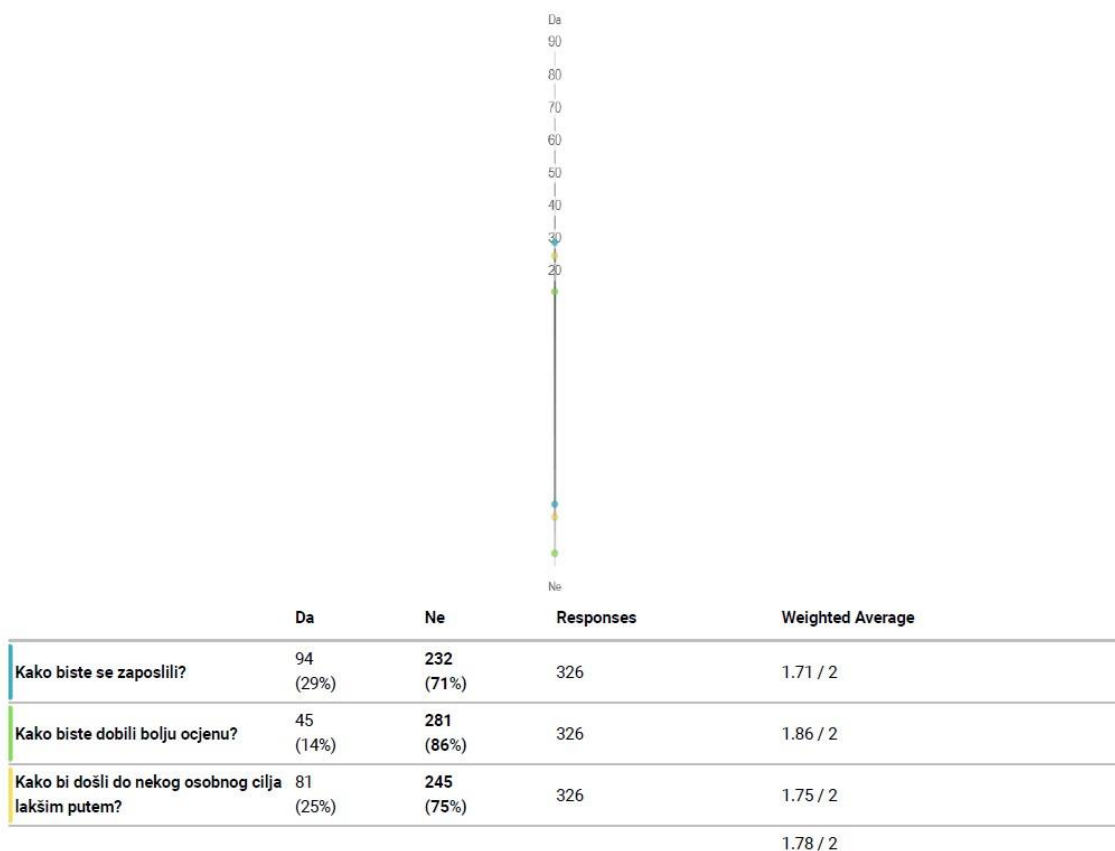 Da
90
80
70
60
50
40
30
20
Ne
Da Ne Responses Weighted Average
Kako biste se zaposlili? 94 (29%) 232 (71%) 326 1.71 / 2
Kako biste dobili bolju ocjenu? 45 (14%) 281 (86%) 326 1.86 / 2
Kako bi došli do nekog osobnog cilja 81 245
lakšim putem? (25%) (75%) 326 1.75 / 2
1.78 / 2